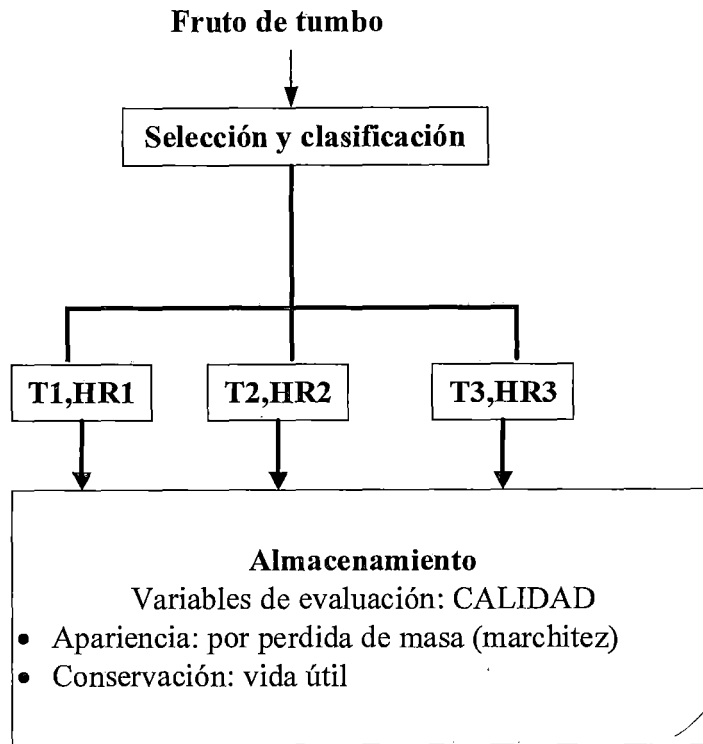 Fruto de tumbo
Selección y clasificación
T1,HR1
T2,HR2
T3,HR3
Almacenamiento
Variables de evaluación: CALIDAD
• Apariencia: por perdida de masa (marchitez)
• Conservación: vida útil